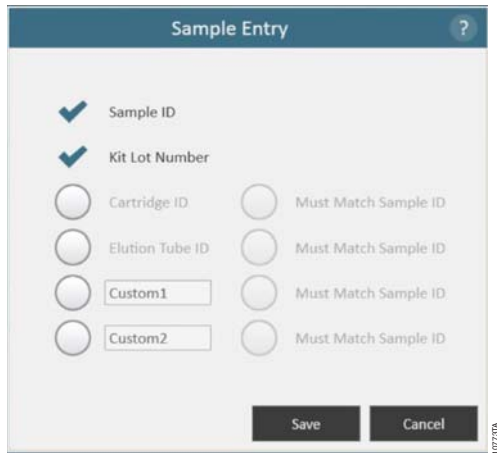 Sample Entry ?
Sample ID
Kit Lot Number
Cartridge ID Must Match Sample ID
Elution Tube ID Must Match Sample ID
Custom1 Must Match Sample ID
Custom2 Must Match Sample ID
Save Cancel
10773TA